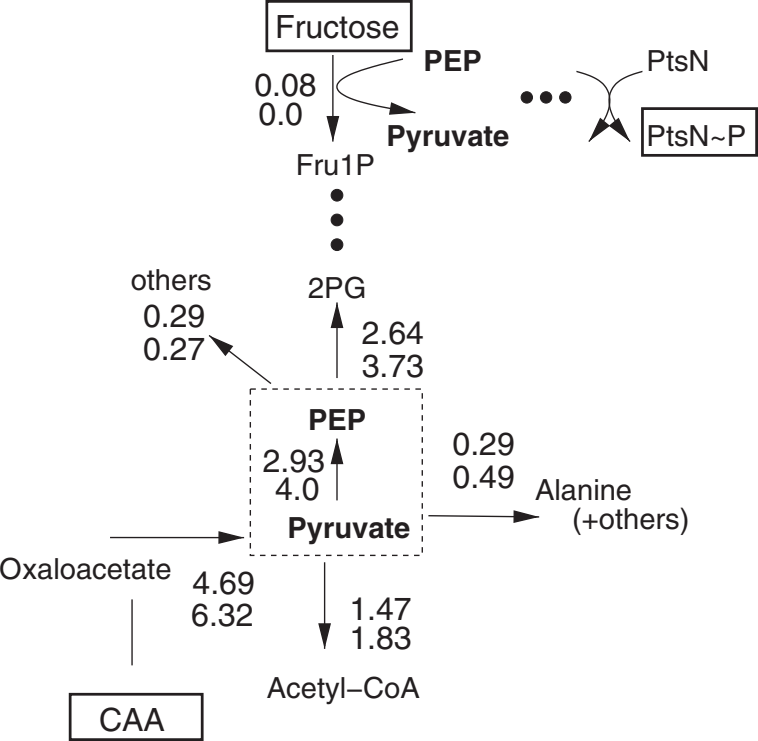 Fructose
PEP
PtsN
0.08
0.0
Pyruvate
PtsN~P
Fru1P
others
2PG
0.29
0.27
2.64
3.73
PEP
2.93
4.0
0.29
0.49
Alanine
(+others)
Pyruvate
Oxaloacetate
4.69
6.32
1.47
1.83
Acetyl−CoA
CAA